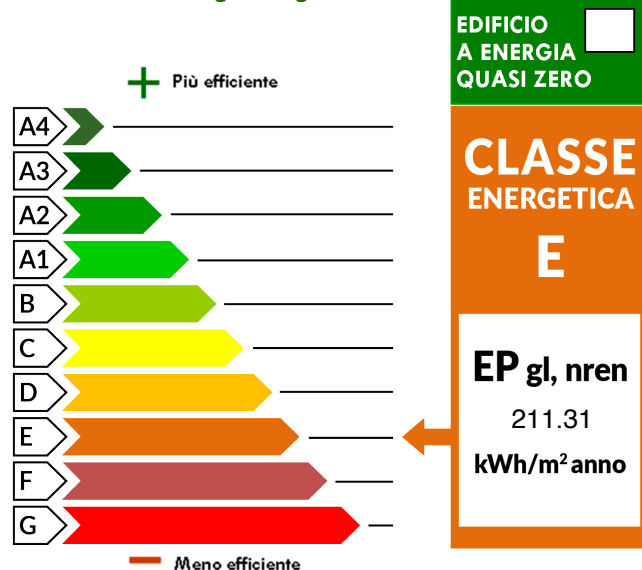 Più efficiente
A4
A3
A2
A1
B
C
D
E
F
G
Meno efficiente
EDIFICIO
A ENERGIA
QUASI ZERO
CLASSE
ENERGETICA
E
EP gl, nren
211.31
kWh/m² anno